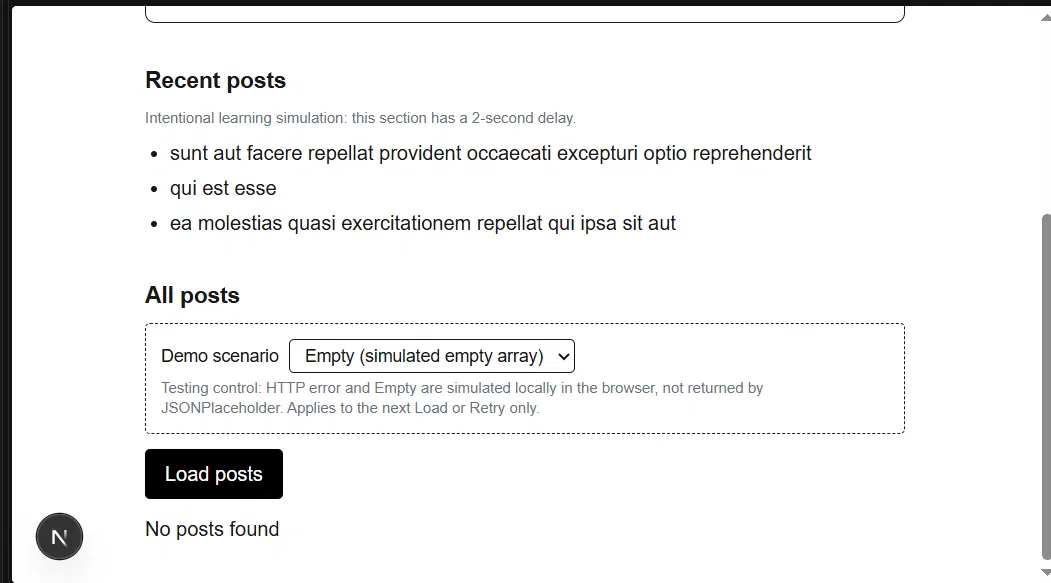 Recent posts
Intentional learning simulation: this section has a 2-second delay.
sunt aut facere repellat provident occaecati excepturi optio reprehenderit
qui est esse
ea molestias quasi exercitationem repellat qui ipsa sit aut
All posts
Demo scenario Empty (simulated empty array)
Testing control: HTTP error and Empty are simulated locally in the browser, not returned by
JSONPlaceholder. Applies to the next Load or Retry only.
Load posts
No posts found
N